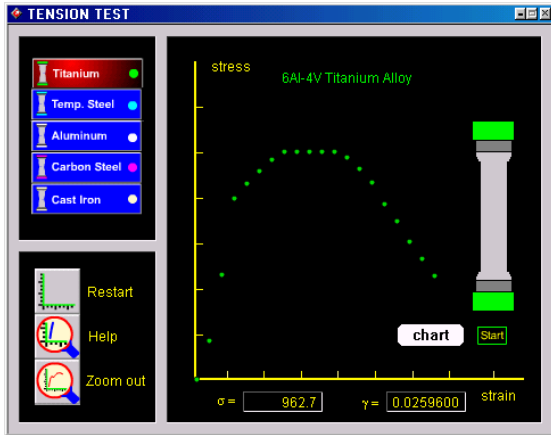 TENSION TEST
Titanium
Temp. Steel
Aluminum
Carbon Steel
Cast Iron
Restart
Help
Zoom out
stress
6Al-4V Titanium Alloy
chart
Start
strain
σ = 962.7
γ = 0.0259600